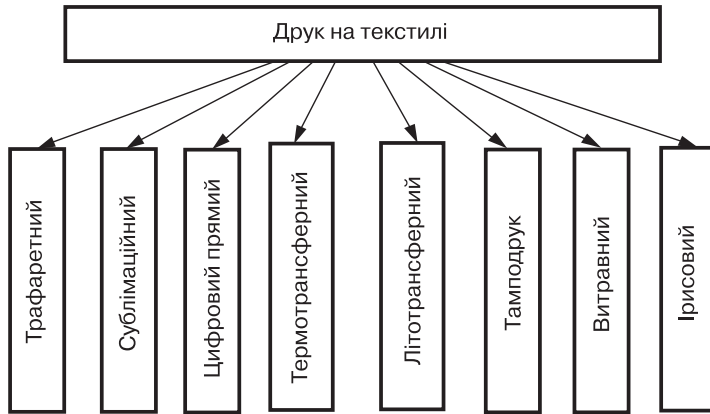 Друк на текстилі
Трафаретний
Сублімаційний
Цифровий прямий
Термотрансферний
Літотрансферний
Тамподрук
Витравний
Ірисовий